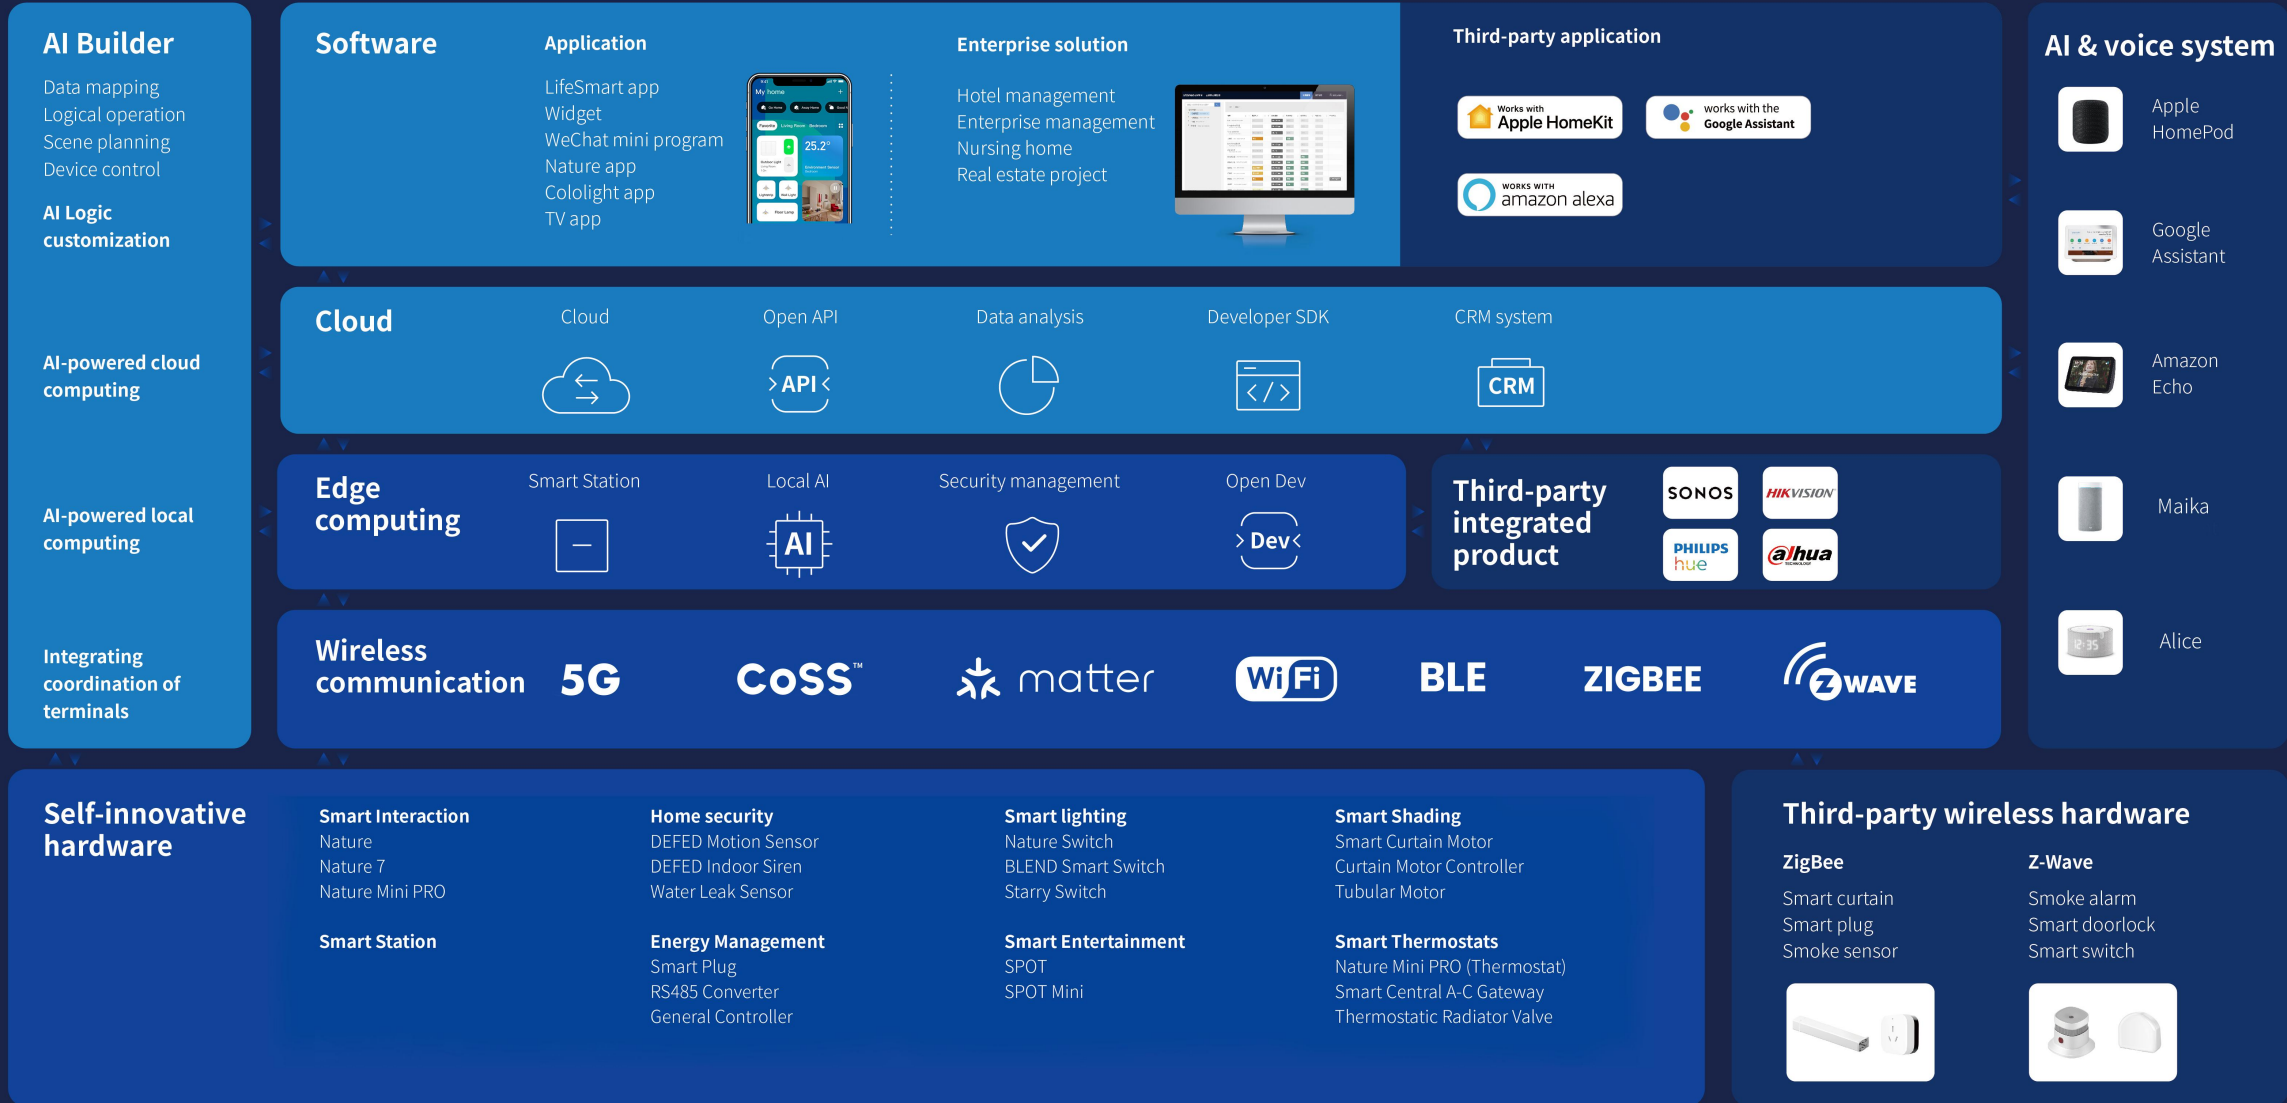 AI Builder
Data mapping
Logical operation
Scene planning
Device control
AI Logic
customization
AI-powered cloud
computing
AI-powered local
computing
Integrating
coordination of
terminals
Software
Application
LifeSmart app
Widget
WeChat mini program
Nature app
Cololight app
TV app
My home
25.2°
Enterprise solution
Hotel management
Enterprise management
Nursing home
Real estate project
Third-party application
Works with
Apple HomeKit
works with the
Google Assistant
WORKS WITH
amazon alexa
Cloud
Cloud
Open API
Data analysis
Developer SDK
CRM system
API
</>
CRM
Edge
computing
Smart Station
Local AI
Security management
Open Dev
AI
Dev
Third-party
integrated
product
SONOS
HIKVISION
PHILIPS
hue
alhua
TECHNOLOGY
Wireless
communication
5G
CoSS™
matter
WiFi
BLE
ZIGBEE
Z WAVE
AI & voice system
Apple
HomePod
Google
Assistant
Amazon
Echo
Maika
12:35
Alice
Self-innovative
hardware
Smart Interaction
Nature
Nature 7
Nature Mini PRO
Smart Station
Home security
DEFED Motion Sensor
DEFED Indoor Siren
Water Leak Sensor
Energy Management
Smart Plug
RS485 Converter
General Controller
Smart lighting
Nature Switch
BLEND Smart Switch
Starry Switch
Smart Entertainment
SPOT
SPOT Mini
Smart Shading
Smart Curtain Motor
Curtain Motor Controller
Tubular Motor
Smart Thermostats
Nature Mini PRO (Thermostat)
Smart Central A-C Gateway
Thermostatic Radiator Valve
Third-party wireless hardware
ZigBee
Smart curtain
Smart plug
Smoke sensor
Z-Wave
Smoke alarm
Smart doorlock
Smart switch